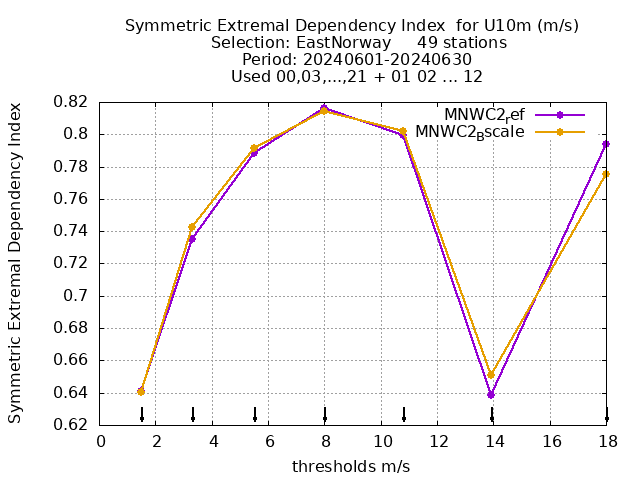 Symmetric Extremal Dependency Index  for U10m (m/s)
Selection: EastNorway     49 stations
Period: 20240601-20240630
Used 00,03,...,21 + 01 02 ... 12
Symmetric Extremal Dependency Index
0.82
0.8
0.78
0.76
0.74
0.72
0.7
0.68
0.66
0.64
0.62
MNWC2ref
MNWC2Bscale
0 2 4 6 8 10 12 14 16 18
thresholds m/s